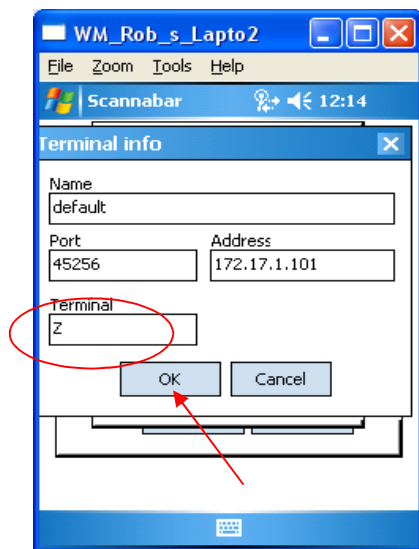 WM_Rob_s_Lapto2
File Zoom Tools Help
Scannabar 12:14
Terminal info
Name
default
Port Address
45256 172.17.1.101
Terminal
Z
OK Cancel